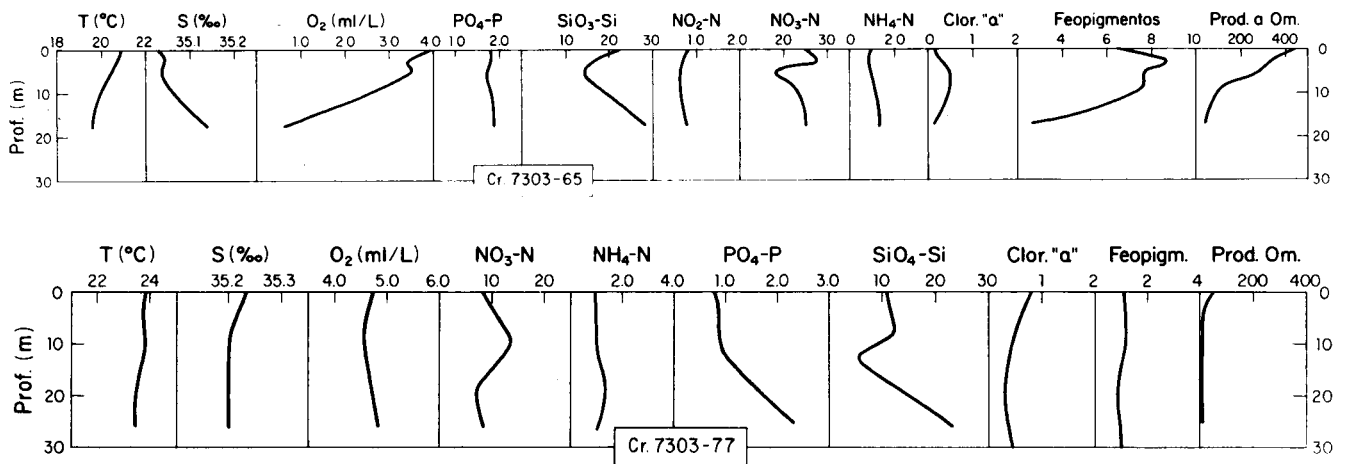 T (°C) S (‰) O₂ (ml/L) PO₄-P SiO₃-Si NO₂-N NO₃-N NH₄-N Clor. "a" Feopigmentos Prod. a Om.
18 20 22 35.1 35.2 1.0 2.0 3.0 4.0 1.0 2.0 10 20 30 1.0 2.0 10 20 30 0 2.0 0 1 2 4 6 8 10 200 400
0 0
10 10
20 20
30 30
Prof. (m)
Cr. 7303-65
T (°C) S (‰) O₂ (ml/L) NO₃-N NH₄-N PO₄-P SiO₄-Si Clor. "a" Feopigm. Prod. Om.
22 24 35.2 35.3 4.0 5.0 6.0 10 20 2.0 4.0 1.0 2.0 3.0 10 20 30 1 2 2 4 200 400
0 0
10 10
20 20
30 30
Prof. (m)
Cr. 7303-77